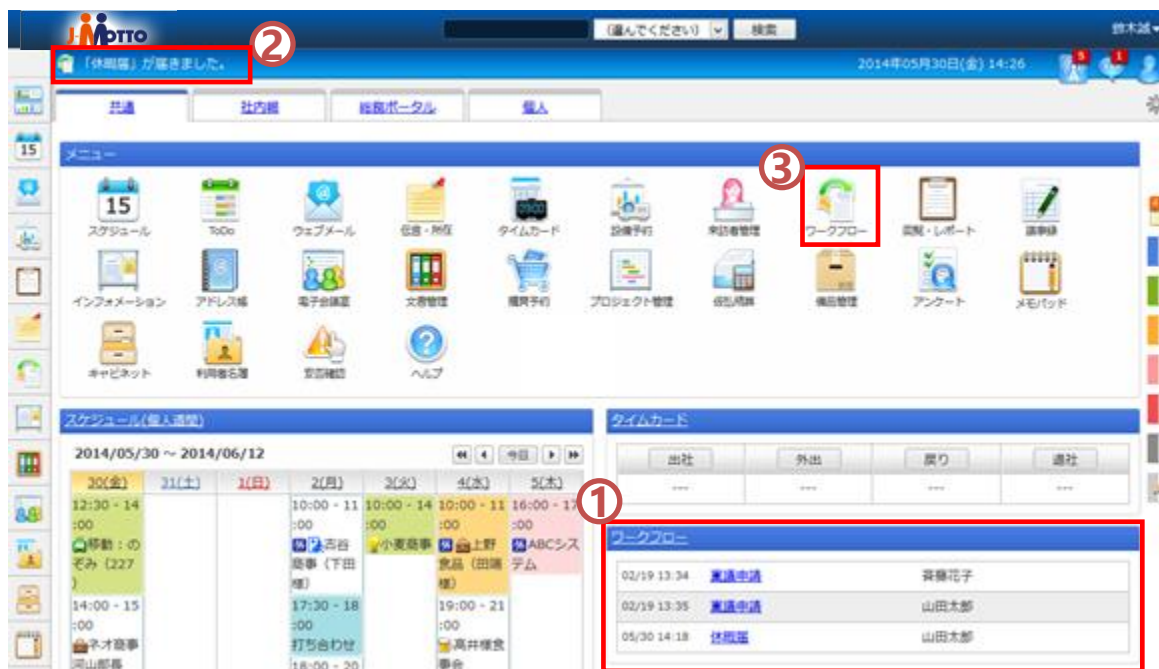 J-MOTTO
(選んでください)
検索
鈴木誠
②
「休暇届」が届きました。
2014年05月30日(金) 14:26
5
1
共通
社内報
総務ポータル
個人
15
メニュー
③
15
スケジュール
ToDo
ウェブメール
伝言・所在
タイムカード
設備予約
来訪者管理
ワークフロー
回覧・レポート
議事録
インフォメーション
アドレス帳
電子会議室
文書管理
購買予約
プロジェクト管理
仮払精算
備品管理
アンケート
メモパッド
キャビネット
利用者名簿
安否確認
ヘルプ
スケジュール(個人週間)
2014/05/30 ~ 2014/06/12
今日
30(金)
31(土)
1(日)
2(月)
3(火)
4(水)
5(木)
12:30 - 14
:00
移動:の
ぞみ(227
)
14:00 - 15
:00
ネオ商事
河山部長
10:00 - 11
:00
古谷
商事(下田
様)
17:30 - 18
:00
打ち合わせ
18:00 - 20
10:00 - 14
:00
小麦商事
10:00 - 11
:00
上野
食品(田端
様)
19:00 - 21
:00
高井様食
事会
16:00 - 17
:00
ABCシス
テム
タイムカード
出社
外出
戻り
退社
---
---
---
---
①
ワークフロー
02/19 13:34 稟議申請 斉藤花子
02/19 13:35 稟議申請 山田太郎
05/30 14:18 休暇届 山田太郎